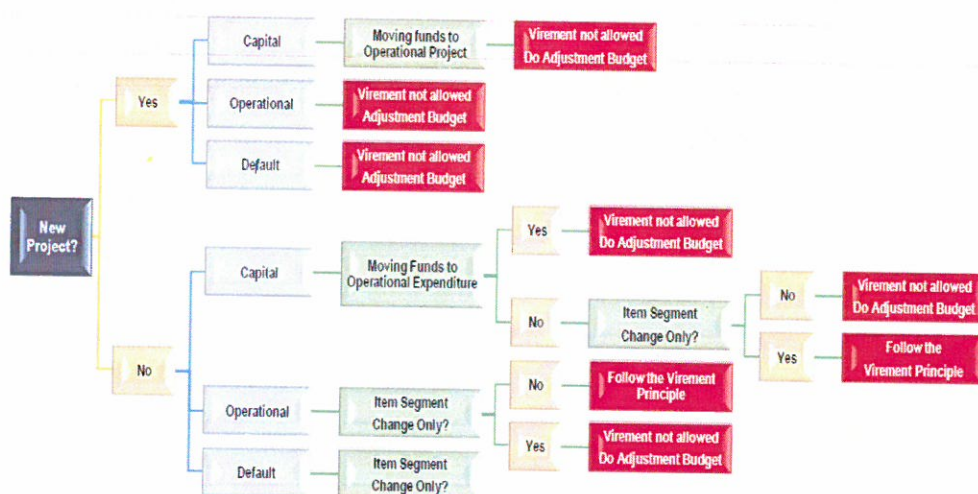 Capital
Moving funds to
Operational Project
Virement not allowed
Do Adjustment Budget
Yes
Operational
Virement not allowed
Adjustment Budget
Default
Virement not allowed
Adjustment Budget
New
Project?
Yes
Virement not allowed
Do Adjustment Budget
Capital
Moving Funds to
Operational Expenditure
No
Virement not allowed
Do Adjustment Budget
No
Item Segment
Change Only?
Yes
Follow the
Virement Principle
No
No
Follow the Virement
Principle
Operational
Item Segment
Change Only?
Yes
Virement not allowed
Do Adjustment Budget
Default
Item Segment
Change Only?